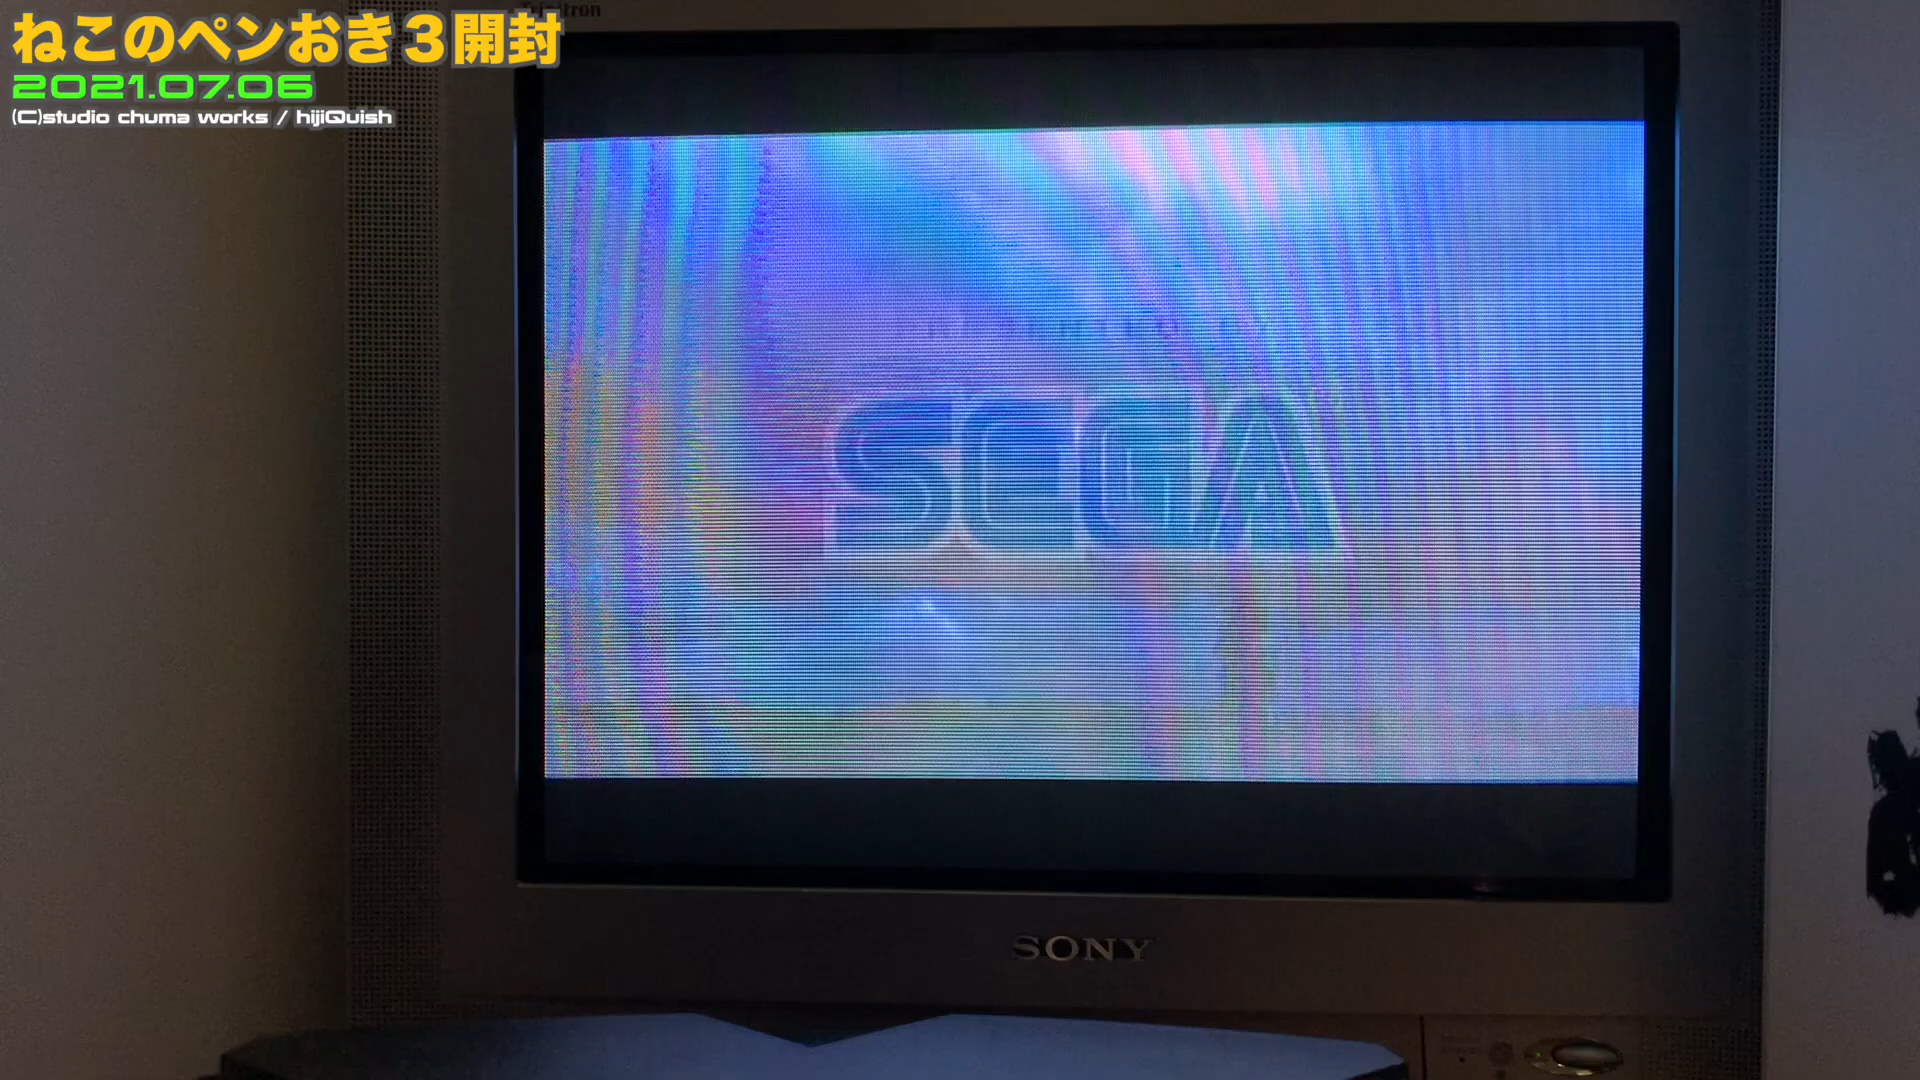 Trinitron
ねこのペンおき3開封
2021.07.06
(C)studio chuma works / hijiQuish
SEGA
SONY